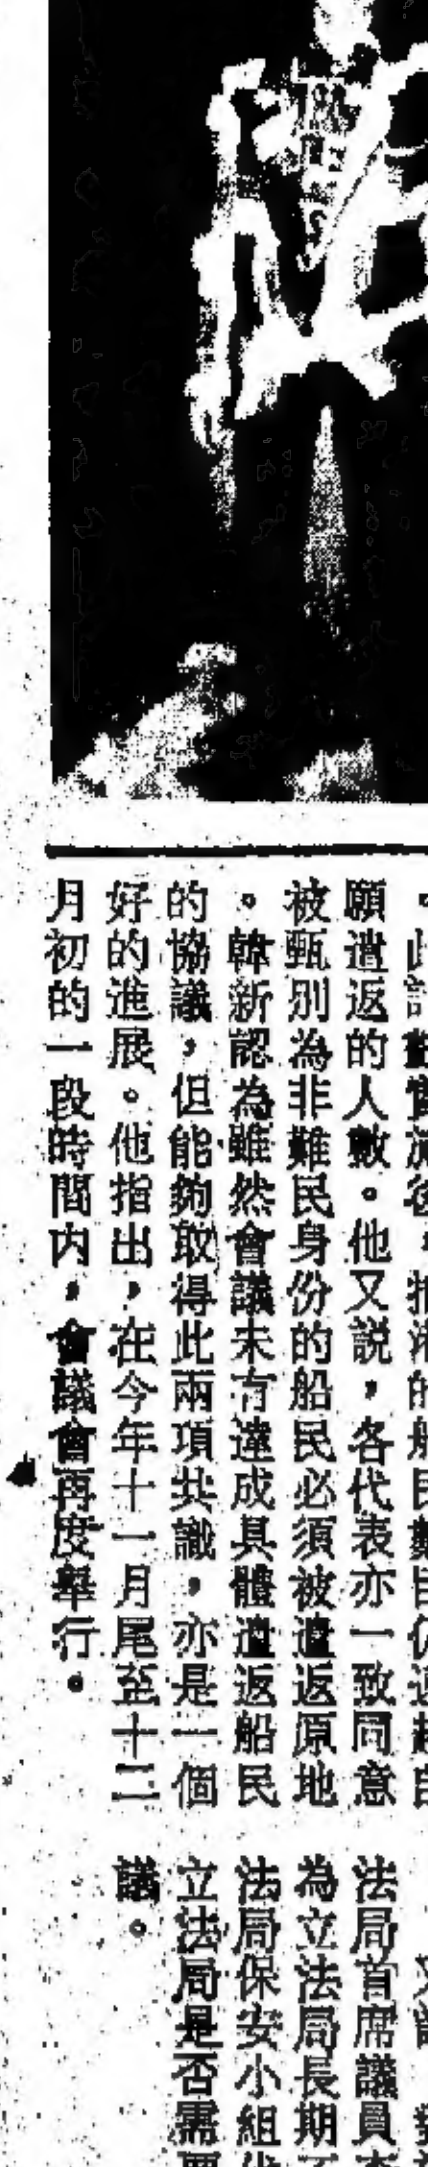 願遣返的人數。他又説，各代表亦一致同意
被甄別為非難民身份的船民必須被遣返原地
。韓新認為雖然會議未有達成具體遣返船民
的協議，但能夠取得此兩項共識，亦是一個
好的進展。他指出，在今年十一月尾至十二
月初的一段時間内，會議會再度舉行。
法局首席議員
為立法局長期
法局保安小組
立法局是否需
議。